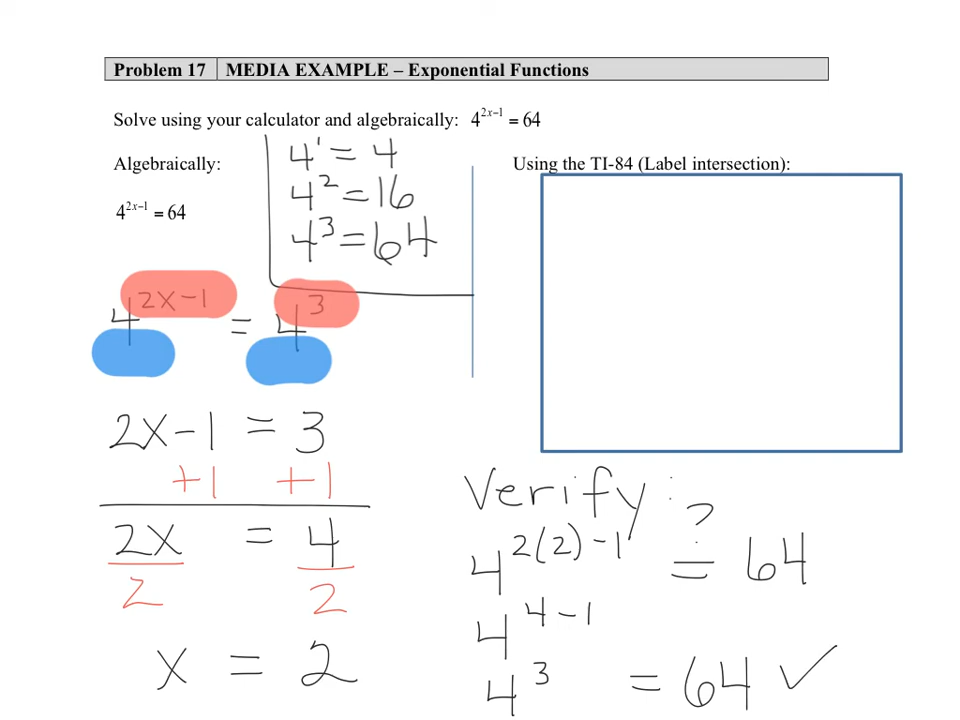 Problem 17 MEDIA EXAMPLE – Exponential Functions
Solve using your calculator and algebraically: 4^(2x–1) = 64
Algebraically:
4^(2x–1) = 64
4^1 = 4
4^2 = 16
4^3 = 64
4^(2x-1) = 4^3
2x-1 = 3
+1 +1
2x = 4
2 2
x = 2
Using the TI-84 (Label intersection):
Verify:
4^(2(2)-1) ?= 64
4^(4-1)
4^3 = 64 ✓